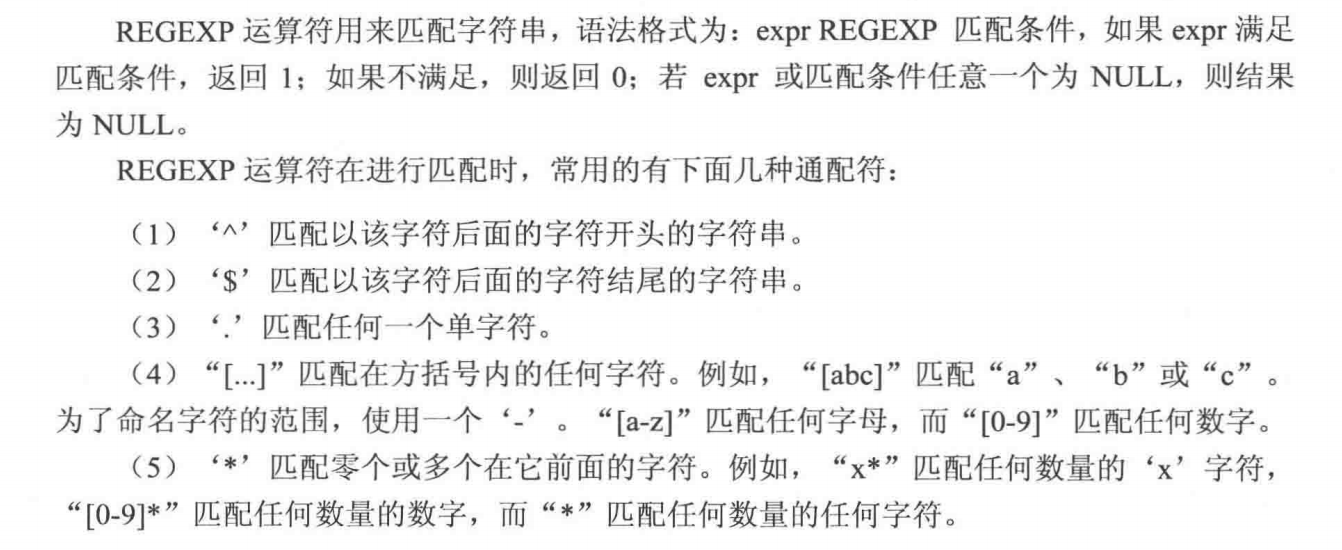 REGEXP 运算符用来匹配字符串，语法格式为：expr REGEXP 匹配条件，如果 expr 满足
匹配条件，返回 1；如果不满足，则返回 0；若 expr 或匹配条件任意一个为 NULL，则结果
为 NULL。
REGEXP 运算符在进行匹配时，常用的有下面几种通配符：
（1）‘^’匹配以该字符后面的字符开头的字符串。
（2）‘$’匹配以该字符后面的字符结尾的字符串。
（3）‘.’匹配任何一个单字符。
（4）“[...]”匹配在方括号内的任何字符。例如，“[abc]”匹配“a”、“b”或“c”。
为了命名字符的范围，使用一个‘-’。“[a-z]”匹配任何字母，而“[0-9]”匹配任何数字。
（5）‘*’匹配零个或多个在它前面的字符。例如，“x*”匹配任何数量的‘x’字符，
“[0-9]*”匹配任何数量的数字，而“*”匹配任何数量的任何字符。